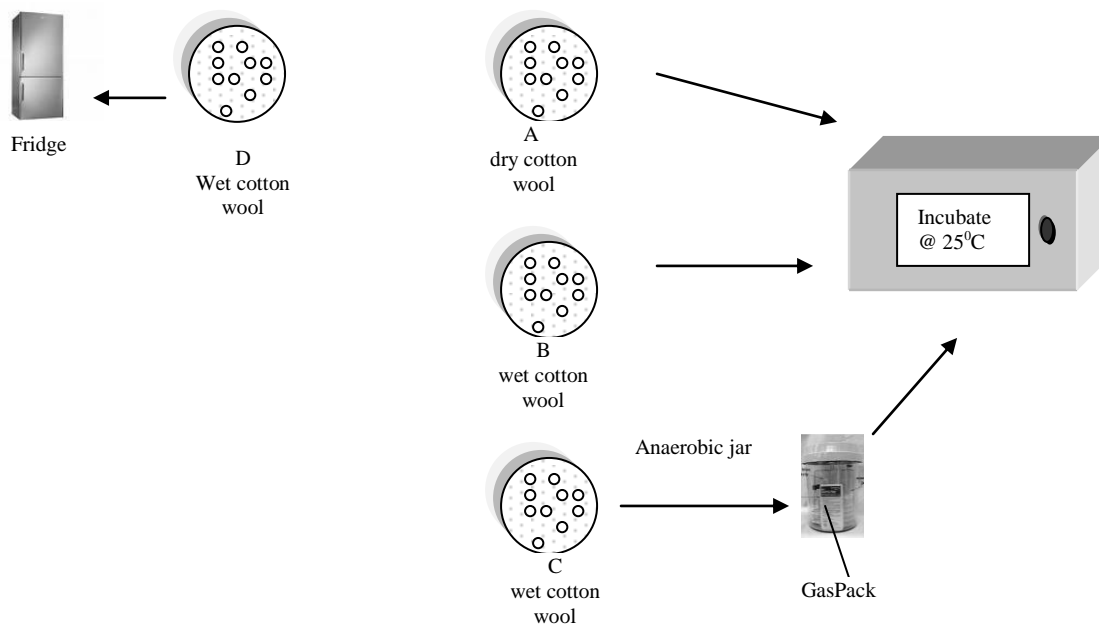 Fridge
D
Wet cotton
wool
A
dry cotton
wool
Incubate
@ 25⁰C
B
wet cotton
wool
Anaerobic jar
C
wet cotton
wool
GasPack